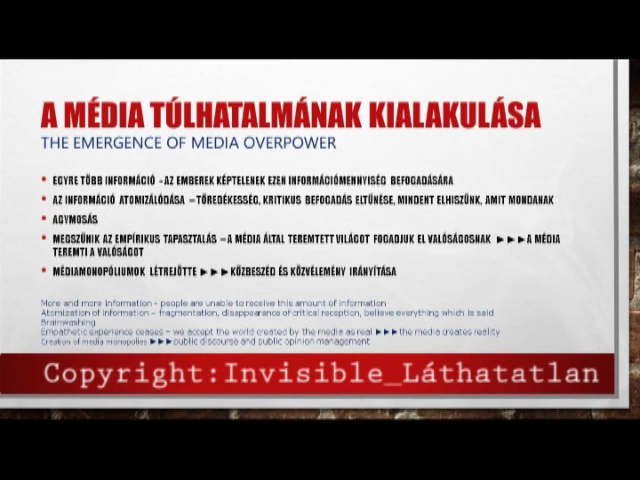 A MÉDIA TÚLHATALMÁNAK KIALAKULÁSA
THE EMERGENCE OF MEDIA OVERPOWER
• EGYRE TÖBB INFORMÁCIÓ –AZ EMBEREK KÉPTELENEK EZEN INFORMÁCIÓMENNYISÉG BEFOGADÁSÁRA
• AZ INFORMÁCIÓ ATOMIZÁLÓDÁSA –TÖREDÉKESSÉG, KRITIKUS BEFOGADÁS ELTŰNÉSE, MINDENT ELHISZÜNK, AMIT MONDANAK
• AGYMOSÁS
• MEGSZŰNIK AZ EMPÍRIKUS TAPASZTALÁS –A MÉDIA ÁLTAL TEREMTETT VILÁGOT FOGADJUK EL VALÓSÁGOSNAK ►►►A MÉDIA
TEREMTI A VALÓSÁGOT
• MÉDIAMONOPÓLIUMOK LÉTREJÖTTE ►►►KÖZBESZÉD ÉS KÖZVÉLEMÉNY IRÁNYÍTÁSA
More and more information - people are unable to receive this amount of information
Atomization of information – fragmentation, disappearance of critical reception, believe everything which is said
Brainwashing
Empathetic experience ceases – we accept the world created by the media as real ►►►the media creates reality
Creation of media monopolies ►►►public discourse and public opinion management
Copyright:Invisible_Láthatatlan